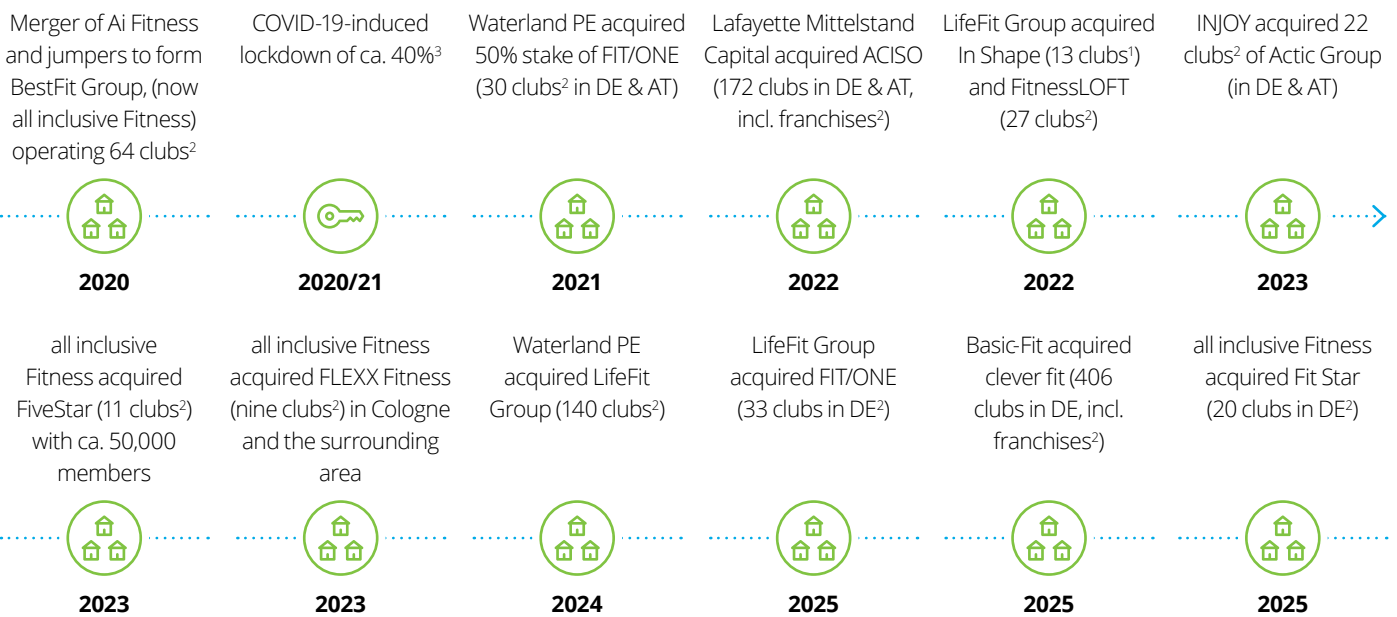 Merger of Ai Fitness
and jumpers to form
BestFit Group, (now
all inclusive Fitness)
operating 64 clubs²
2020
COVID-19-induced
lockdown of ca. 40%³
2020/21
Waterland PE acquired
50% stake of FIT/ONE
(30 clubs² in DE & AT)
2021
Lafayette Mittelstand
Capital acquired ACISO
(172 clubs in DE & AT,
incl. franchises²)
2022
LifeFit Group acquired
In Shape (13 clubs¹)
and FitnessLOFT
(27 clubs²)
2022
INJOY acquired 22
clubs² of Actic Group
(in DE & AT)
2023
all inclusive
Fitness acquired
FiveStar (11 clubs²)
with ca. 50,000
members
2023
all inclusive Fitness
acquired FLEXX Fitness
(nine clubs²) in Cologne
and the surrounding
area
2023
Waterland PE
acquired LifeFit
Group (140 clubs²)
2024
LifeFit Group
acquired FIT/ONE
(33 clubs in DE²)
2025
Basic-Fit acquired
clever fit (406
clubs in DE, incl.
franchises²)
2025
all inclusive Fitness
acquired Fit Star
(20 clubs in DE²)
2025